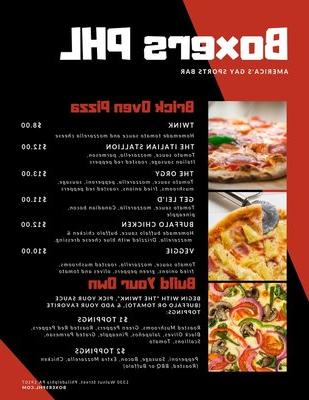 Boxers PHL
AMERICA'S GAY SPORTS BAR
Brick Oven Pizza
TWINK $8.00
Homemade tomato sauce and mozzarella cheese
THE ITALIAN STALLION $12.00
Tomato sauce, mozzarella, parmesan,
Italian sausage, roasted red peppers
THE ORGY $13.00
Tomato sauce, mozzarella, pepperoni, sausage,
mushrooms, fried onions, roasted red peppers
GET LEI'D $11.00
Tomato sauce, mozzarella, Canadian bacon,
pineapple
BUFFALO CHICKEN $12.00
Homemade buffalo sauce, buffalo chicken &
mozzarella. Drizzled with blue cheese dressing.
VEGGIE $10.00
Tomato sauce, mozzarella, roasted mushrooms,
fried onions, green peppers, olives and tomato
Build Your Own
BEGIN WITH "THE TWINK", PICK YOUR SAUCE
(BUFFALO OR TOMATO), & ADD YOUR FAVORITE
TOPPINGS:
$1 TOPPINGS
Roasted Mushrooms, Green Peppers, Roasted Red Peppers,
Black Olives, Jalapeños, Pineapple, Grated Parmesan,
Scallions, Tomato
$2 TOPPINGS
Pepperoni, Sausage, Bacon, Extra Mozzarella, Chicken
(Roasted, BBQ or Buffalo)
1330 Walnut Street, Philadelphia PA 19107
BOXERSPHL.COM